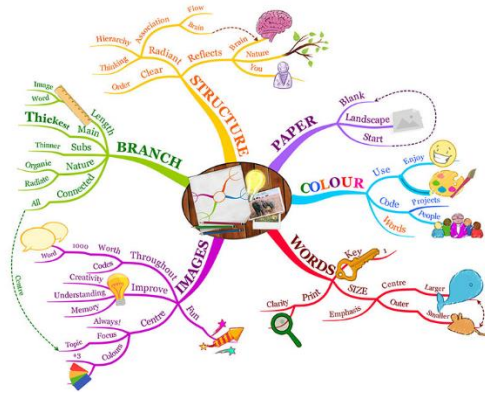 STRUCTURE
Hierarchy
Association
Flow
Brain
Thinking
Radiant
Reflects
Brain
Nature
You
Order
Clear
PAPER
Blank
Landscape
Start
COLOUR
Use
Enjoy
Code
Projects
People
Words
WORDS
Key
1
SIZE
Centre
Larger
Outer
Smaller
Emphasis
Print
Clarity
IMAGES
Throughout
Worth
1000
Word
Codes
Improve
Creativity
Understanding
Memory
Centre
Always!
Focus
Topic
Colours
+3
Fun
BRANCH
Length
Image
Word
Main
Thickest
Subs
Thinner
Nature
Organic
Radiate
Connected
All
Centre